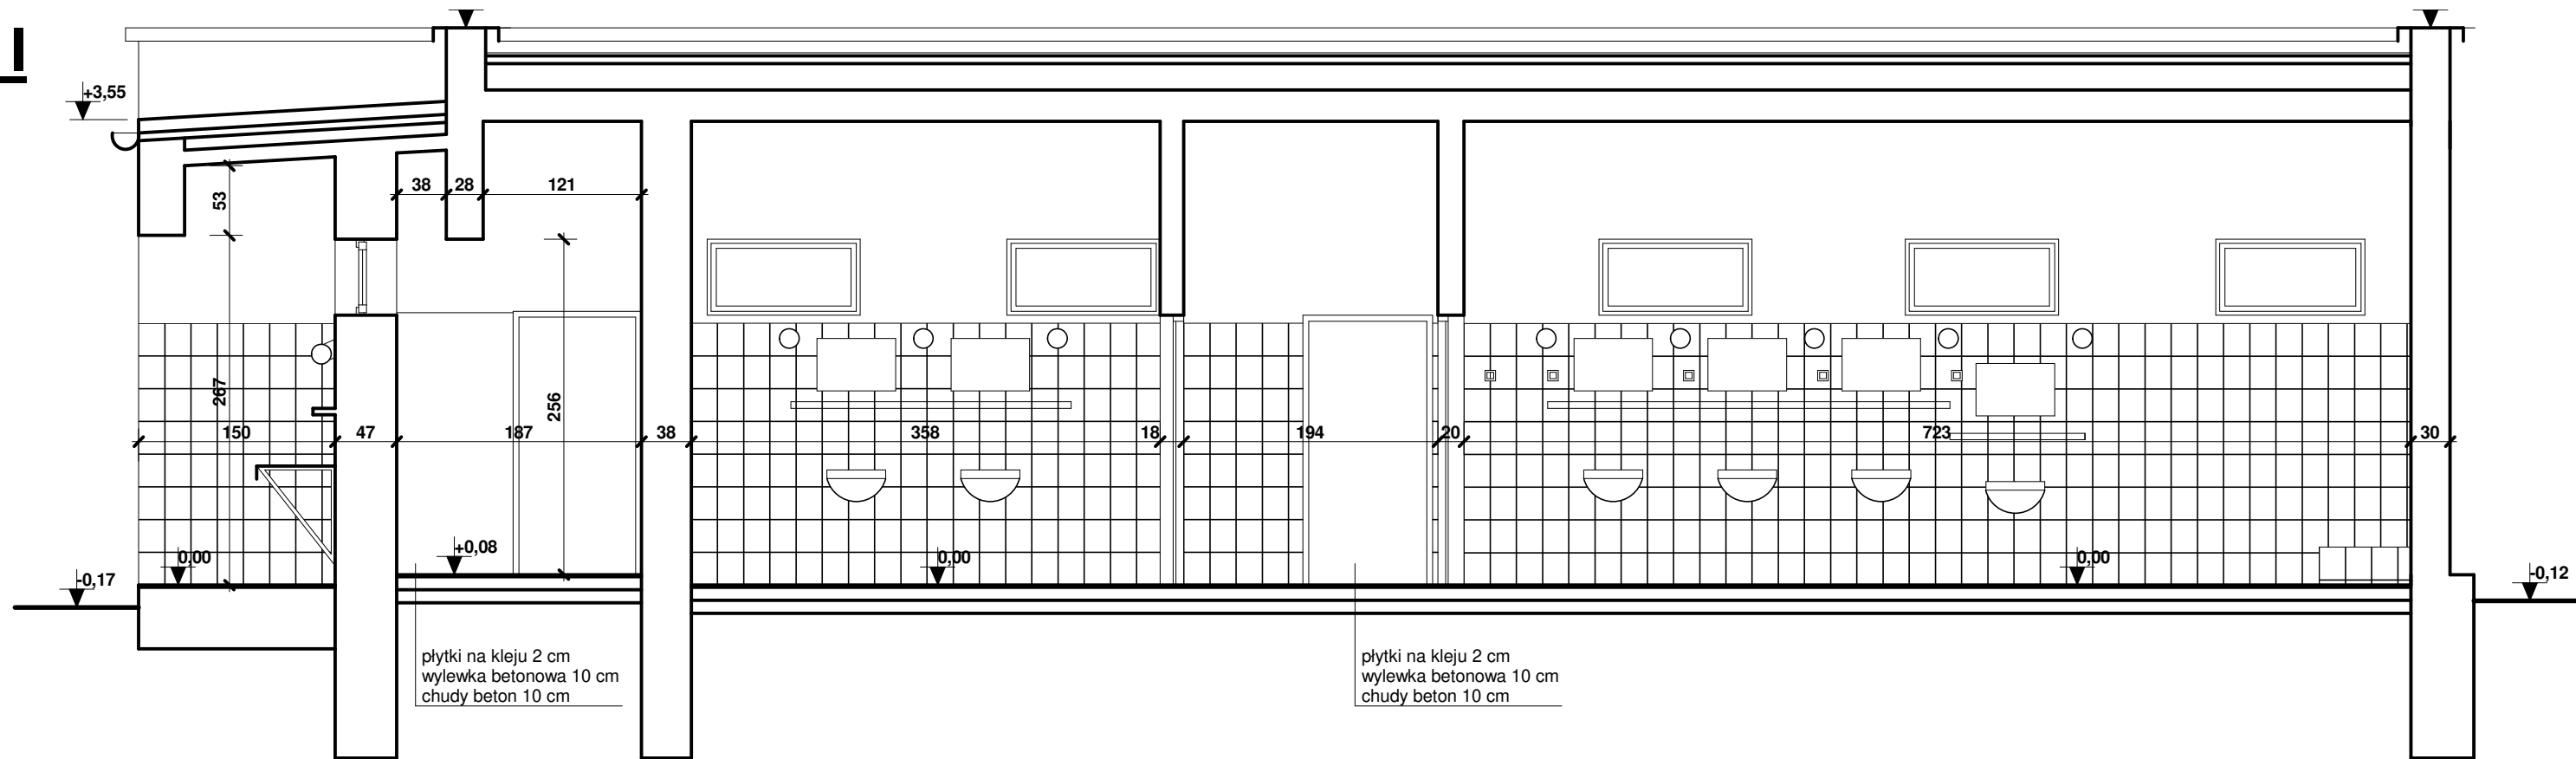 I
+3,55
38 28 121
53
267
256
150 47 187 38 358 18 194 20 723 30
0,00
+0,08
0,00
0,00
-0,17
-0,12
płytki na kleju 2 cm
wylewka betonowa 10 cm
chudy beton 10 cm
płytki na kleju 2 cm
wylewka betonowa 10 cm
chudy beton 10 cm